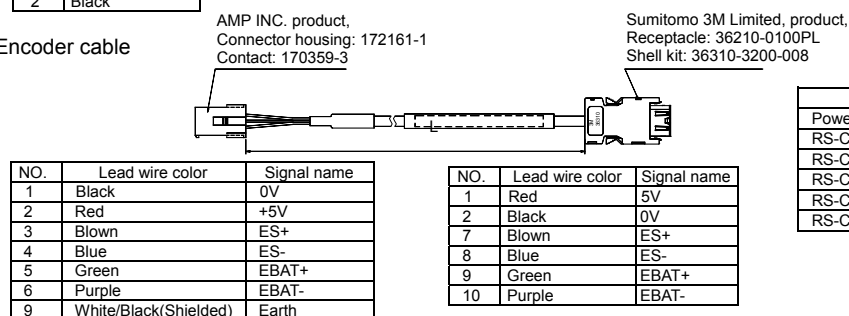 2 Black
AMP INC. product,
Connector housing: 172161-1
Contact: 170359-3
Sumitomo 3M Limited, product,
Receptacle: 36210-0100PL
Shell kit: 36310-3200-008
Encoder cable
3M
36310
NO. Lead wire color Signal name
1 Black 0V
2 Red +5V
3 Blown ES+
4 Blue ES-
5 Green EBAT+
6 Purple EBAT-
9 White/Black(Shielded) Earth
NO. Lead wire color Signal name
1 Red 5V
2 Black 0V
7 Blown ES+
8 Blue ES-
9 Green EBAT+
10 Purple EBAT-
Powe
RS-C
RS-C
RS-C
RS-C
RS-C